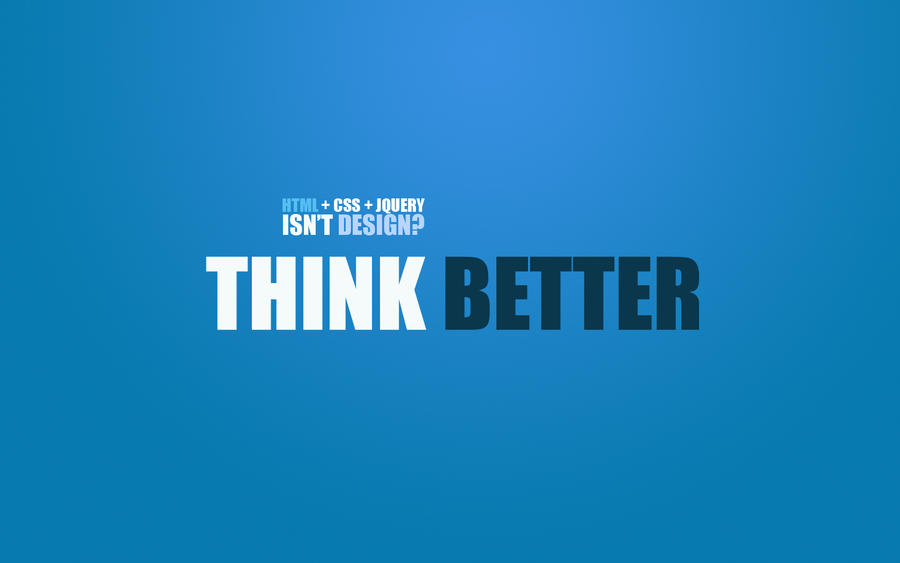 HTML + CSS + JQUERY
ISN'T DESIGN?
THINK BETTER